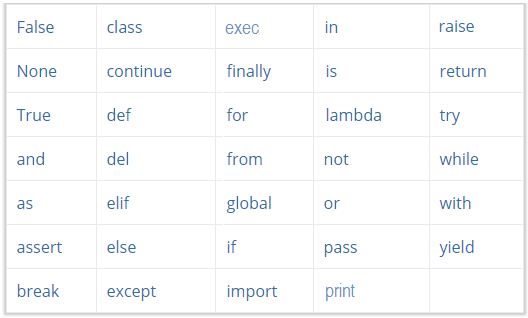 False class exec in raise
None continue finally is return
True def for lambda try
and del from not while
as elif global or with
assert else if pass yield
break except import print